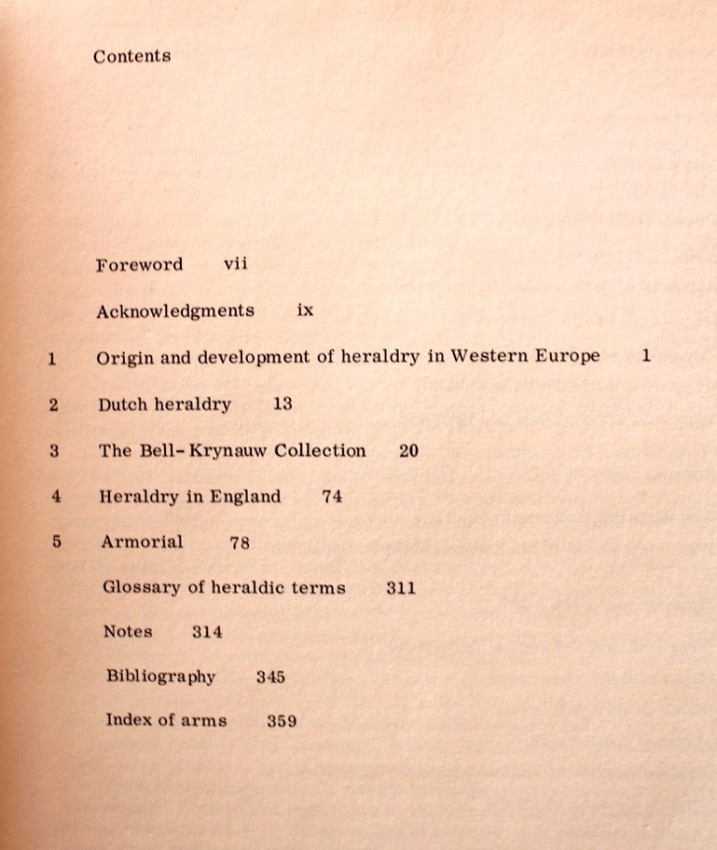 Contents
Foreword vii
Acknowledgments ix
1 Origin and development of heraldry in Western Europe 1
2 Dutch heraldry 13
3 The Bell-Krynauw Collection 20
4 Heraldry in England 74
5 Armorial 78
Glossary of heraldic terms 311
Notes 314
Bibliography 345
Index of arms 359